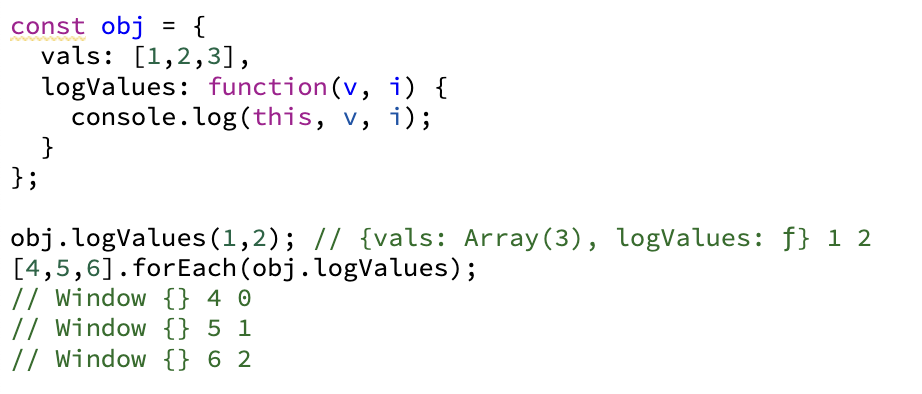 const obj = {
  vals: [1,2,3],
  logValues: function(v, i) {
    console.log(this, v, i);
  }
};

obj.logValues(1,2); // {vals: Array(3), logValues: ƒ} 1 2
[4,5,6].forEach(obj.logValues);
// Window {} 4 0
// Window {} 5 1
// Window {} 6 2